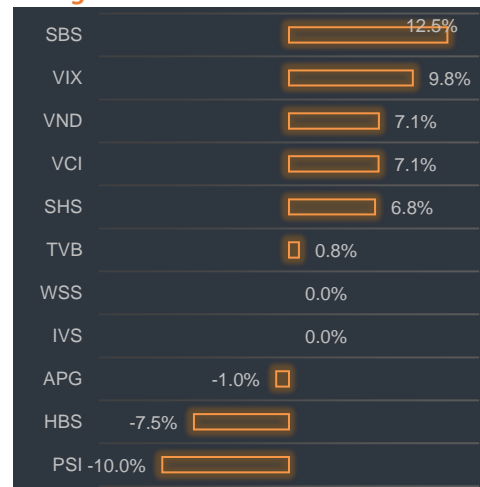 SBS 12.5%
VIX 9.8%
VND 7.1%
VCI 7.1%
SHS 6.8%
TVB 0.8%
WSS 0.0%
IVS 0.0%
APG -1.0%
HBS -7.5%
PSI -10.0%